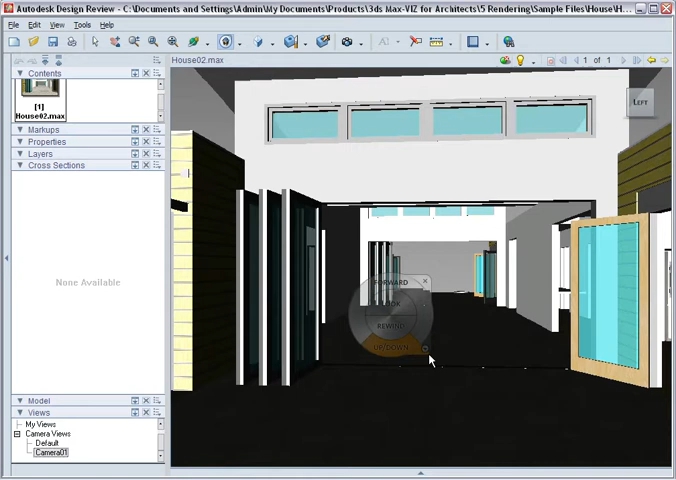 Autodesk Design Review - C:\Documents and Settings\Admin\My Documents\Products\3ds Max-VIZ for Architects\5 Rendering\Sample Files\House\H...
File Edit View Tools Help
Contents
House02.max
1 of 1
[1]
House02.max
LEFT
Markups
Properties
Layers
Cross Sections
None Available
FORWARD
REWIND
UP/DOWN
Model
Views
My Views
Camera Views
Default
Camera01